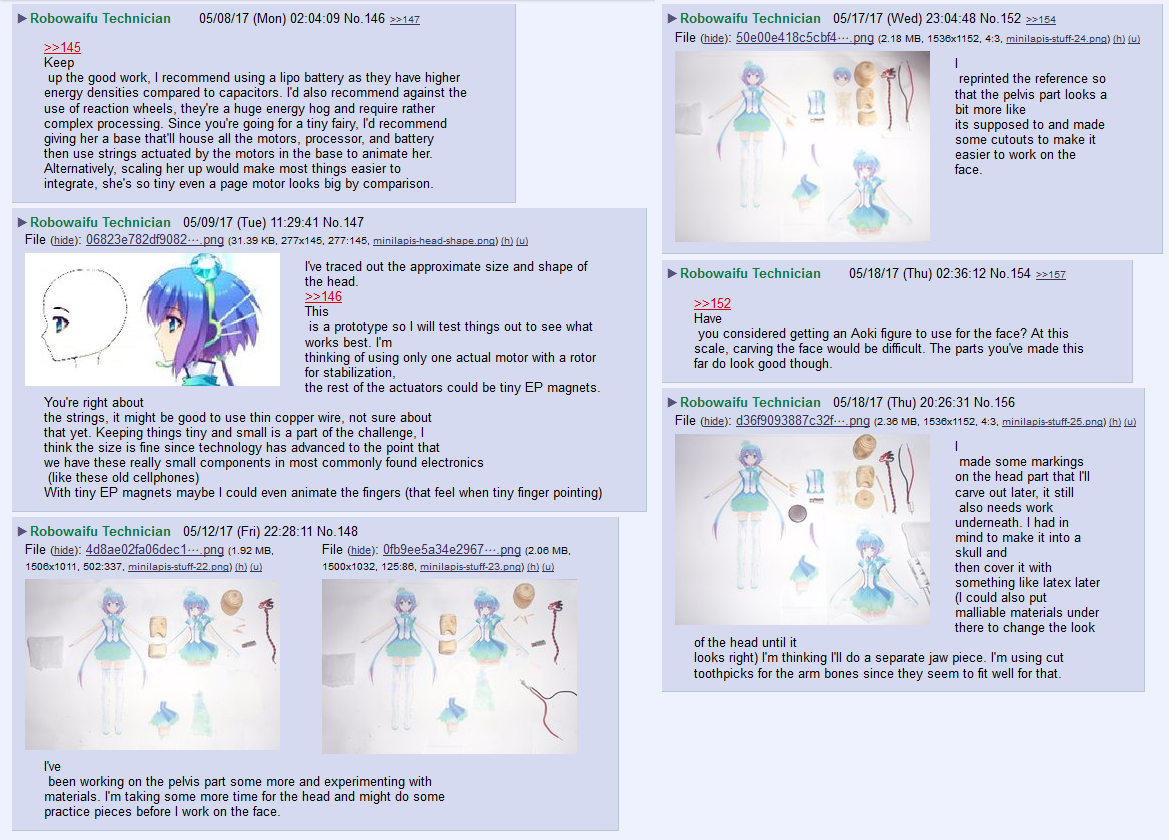 ▶ Robowaifu Technician 05/08/17 (Mon) 02:04:09 No.146 >>147
>>145
Keep
up the good work, I recommend using a lipo battery as they have higher
energy densities compared to capacitors. I'd also recommend against the
use of reaction wheels, they're a huge energy hog and require rather
complex processing. Since you're going for a tiny fairy, I'd recommend
giving her a base that'll house all the motors, processor, and battery
then use strings actuated by the motors in the base to animate her.
Alternatively, scaling her up would make most things easier to
integrate, she's so tiny even a page motor looks big by comparison.
▶ Robowaifu Technician 05/09/17 (Tue) 11:29:41 No.147
File (hide): 06823e782df9082⋯.png (31.39 KB, 277x145, 277:145, minilapis-head-shape.png) (h) (u)
I've traced out the approximate size and shape of
the head.
>>146
This
is a prototype so I will test things out to see what
works best. I'm
thinking of using only one actual motor with a rotor
for stabilization,
the rest of the actuators could be tiny EP magnets.
You're right about
the strings, it might be good to use thin copper wire, not sure about
that yet. Keeping things tiny and small is a part of the challenge, I
think the size is fine since technology has advanced to the point that
we have these really small components in most commonly found electronics
(like these old cellphones)
With tiny EP magnets maybe I could even animate the fingers (that feel when tiny finger pointing)
▶ Robowaifu Technician 05/12/17 (Fri) 22:28:11 No.148
File (hide): 4d8ae02fa06dec1⋯.png (1.92 MB,
1506x1011, 502:337, minilapis-stuff-22.png) (h) (u)
File (hide): 0fb9ee5a34e2967⋯.png (2.06 MB,
1500x1032, 125:86, minilapis-stuff-23.png) (h) (u)
I've
been working on the pelvis part some more and experimenting with
materials. I'm taking some more time for the head and might do some
practice pieces before I work on the face.
▶ Robowaifu Technician 05/17/17 (Wed) 23:04:48 No.152 >>154
File (hide): 50e00e418c5cbf4⋯.png (2.18 MB, 1536x1152, 4:3, minilapis-stuff-24.png) (h) (u)
I
reprinted the reference so
that the pelvis part looks a
bit more like
its supposed to and made
some cutouts to make it
easier to work on the
face.
▶ Robowaifu Technician 05/18/17 (Thu) 02:36:12 No.154 >>157
>>152
Have
you considered getting an Aoki figure to use for the face? At this
scale, carving the face would be difficult. The parts you've made this
far do look good though.
▶ Robowaifu Technician 05/18/17 (Thu) 20:26:31 No.156
File (hide): d36f9093887c32f⋯.png (2.36 MB, 1536x1152, 4:3, minilapis-stuff-25.png) (h) (u)
I
made some markings
on the head part that I'll
carve out later, it still
also needs work
underneath. I had in
mind to make it into a
skull and
then cover it with
something like latex later
(I could also put
malliable materials under
there to change the look
of the head until it
looks right) I'm thinking I'll do a separate jaw piece. I'm using cut
toothpicks for the arm bones since they seem to fit well for that.